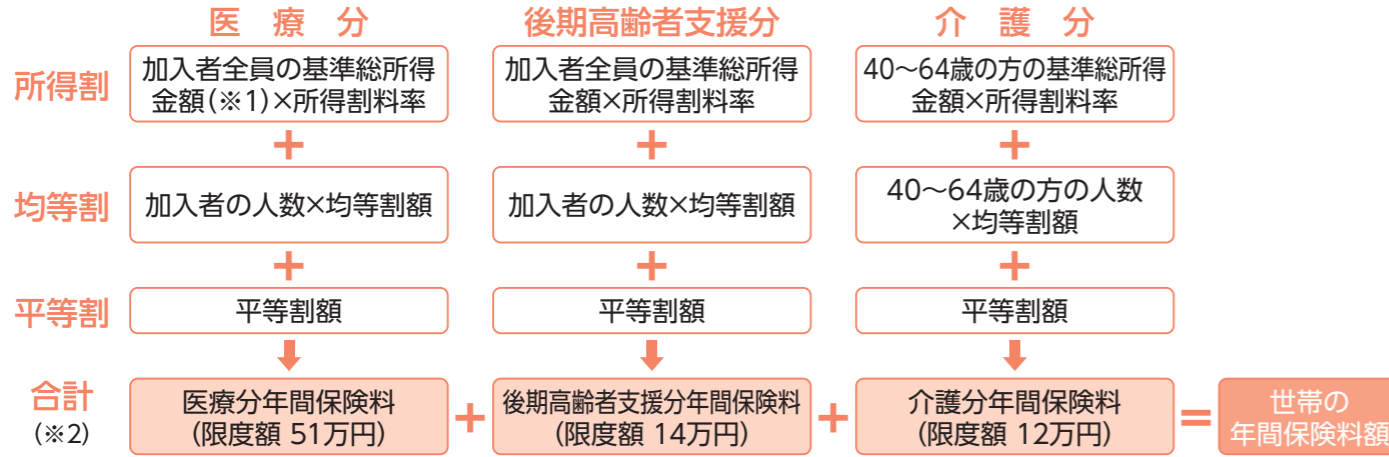 医 療 分
後期高齢者支援分
介 護 分
所得割
加入者全員の基準総所得
金額(※1)×所得割料率
加入者全員の基準総所得
金額×所得割料率
40〜64歳の方の基準総所得
金額×所得割料率
+
+
+
均等割
加入者の人数×均等割額
加入者の人数×均等割額
40〜64歳の方の人数
×均等割額
+
+
+
平等割
平等割額
平等割額
平等割額
合計
(※2)
医療分年間保険料
(限度額 51万円)
+
後期高齢者支援分年間保険料
(限度額 14万円)
+
介護分年間保険料
(限度額 12万円)
=
世帯の
年間保険料額